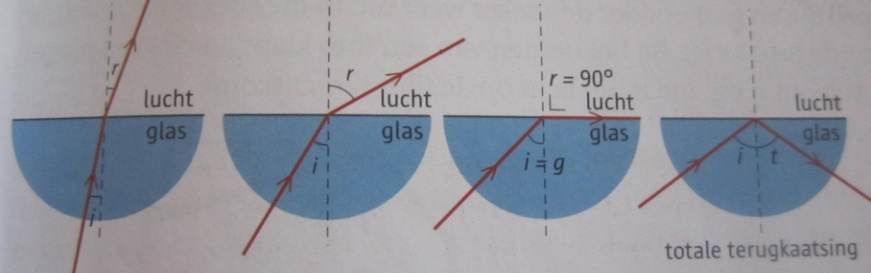 r
lucht
glas
i
r
lucht
glas
i
r = 90°
lucht
glas
i = g
lucht
glas
i t
totale terugkaatsing